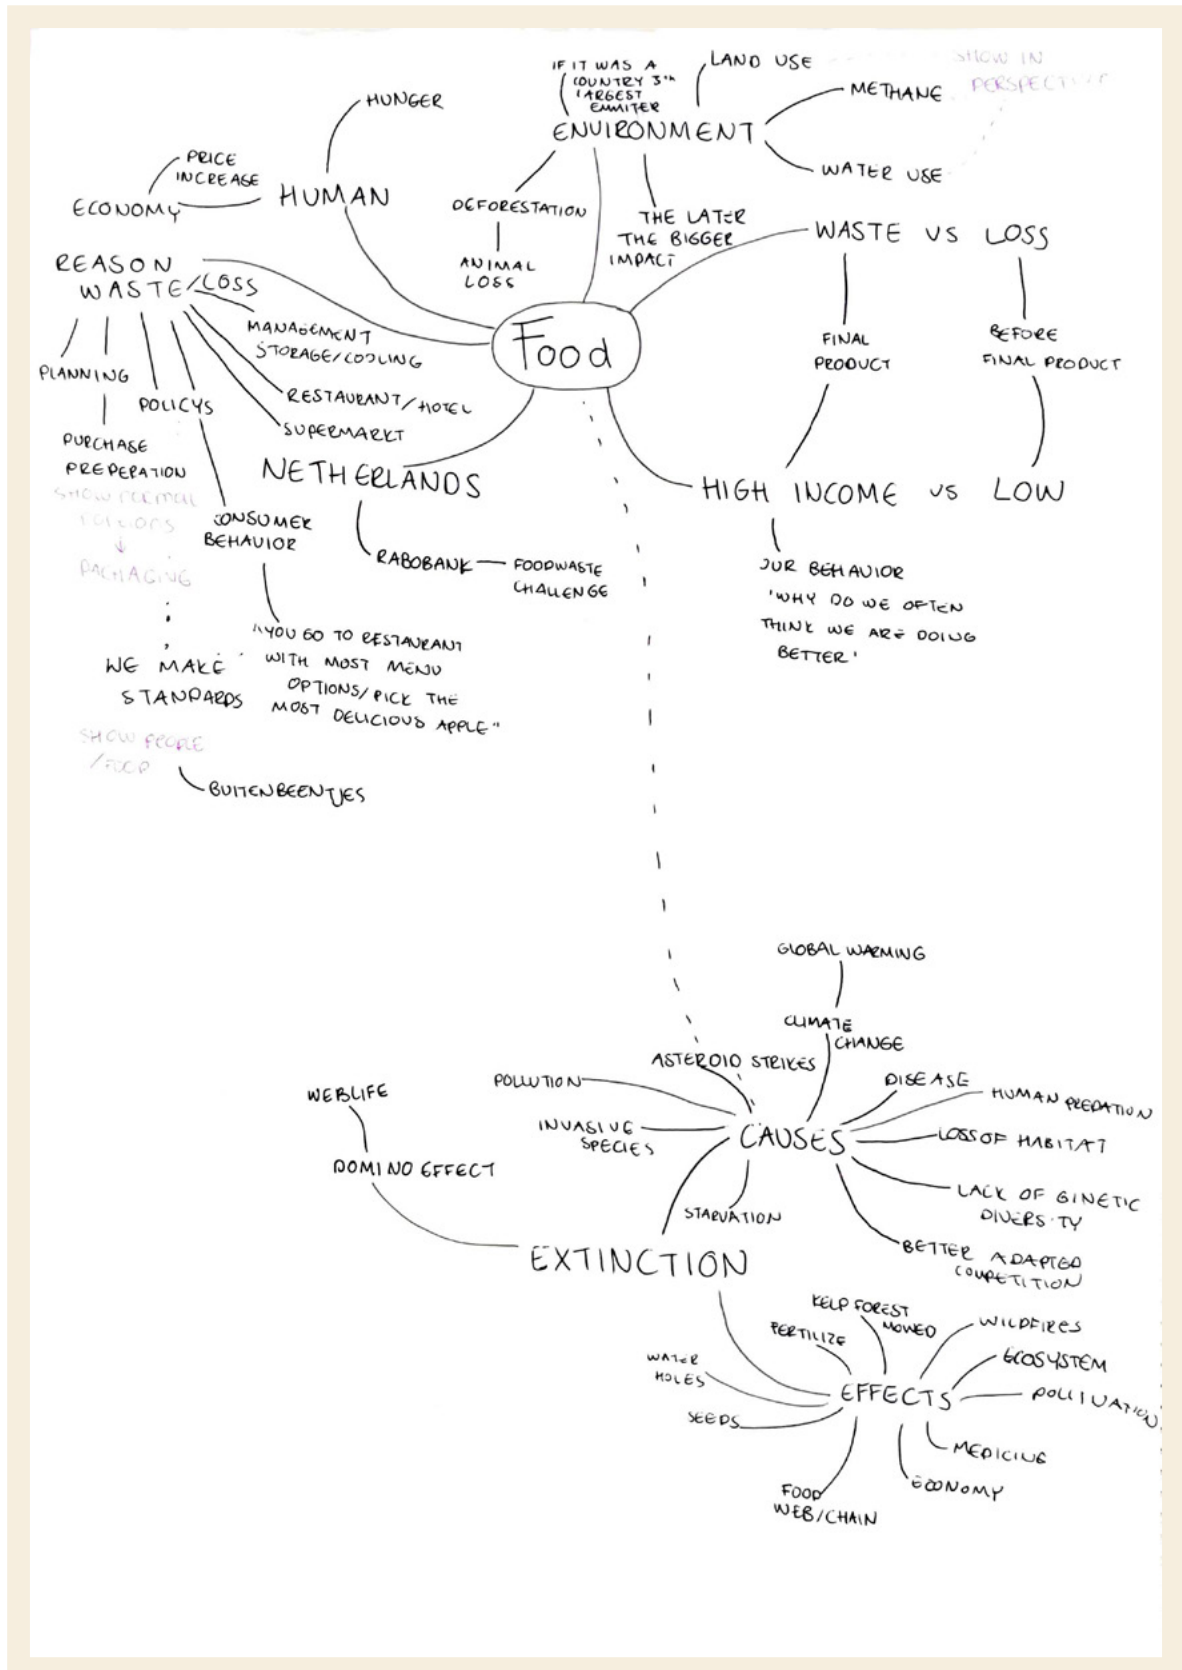 IF IT WAS A
COUNTRY 3TH
LARGEST
EMMITER
LAND USE
SHOW IN
PERSPECTIVE
METHANE
ENVIRONMENT
WATER USE
HUNGER
PRICE
INCREASE
ECONOMY
HUMAN
DEFORESTATION
ANIMAL
LOSS
THE LATER
THE BIGGER
IMPACT
WASTE VS LOSS
FINAL
PRODUCT
BEFORE
FINAL PRODUCT
REASON
WASTE/LOSS
Food
MANAGEMENT
STORAGE/COOLING
PLANNING
POLICYS
RESTAURANT/HOTEL
SUPERMARKT
PURCHASE
PREPERATION
SHOW NORMAL
PACKAGING
NETHERLANDS
HIGH INCOME VS LOW
CONSUMER
BEHAVIOR
RABOBANK
FOODWASTE
CHALLENGE
OUR BEHAVIOR
'WHY DO WE OFTEN
THINK WE ARE DOING
BETTER'
WE MAKE
STANDARDS
"YOU GO TO RESTAURANT
WITH MOST MENU
OPTIONS/PICK THE
MOST DELICIOUS APPLE"
SHOW PEOPLE
/FOOD
BUITENBEENTJES
GLOBAL WARMING
CLIMATE
CHANGE
ASTEROID STRIKES
POLLUTION
DISEASE
HUMAN PREDATION
WEBLIFE
INVASIVE
SPECIES
CAUSES
LOSS OF HABITAT
DOMINO EFFECT
STARVATION
LACK OF GINETIC
DIVERSITY
BETTER ADAPTED
COMPETITION
EXTINCTION
KELP FOREST
MOWED
FERTILIZE
WILDFIRES
WATER
HOLES
ECOSYSTEM
EFFECTS
POLLINATION
SEEDS
MEDICINE
ECONOMY
FOOD
WEB/CHAIN